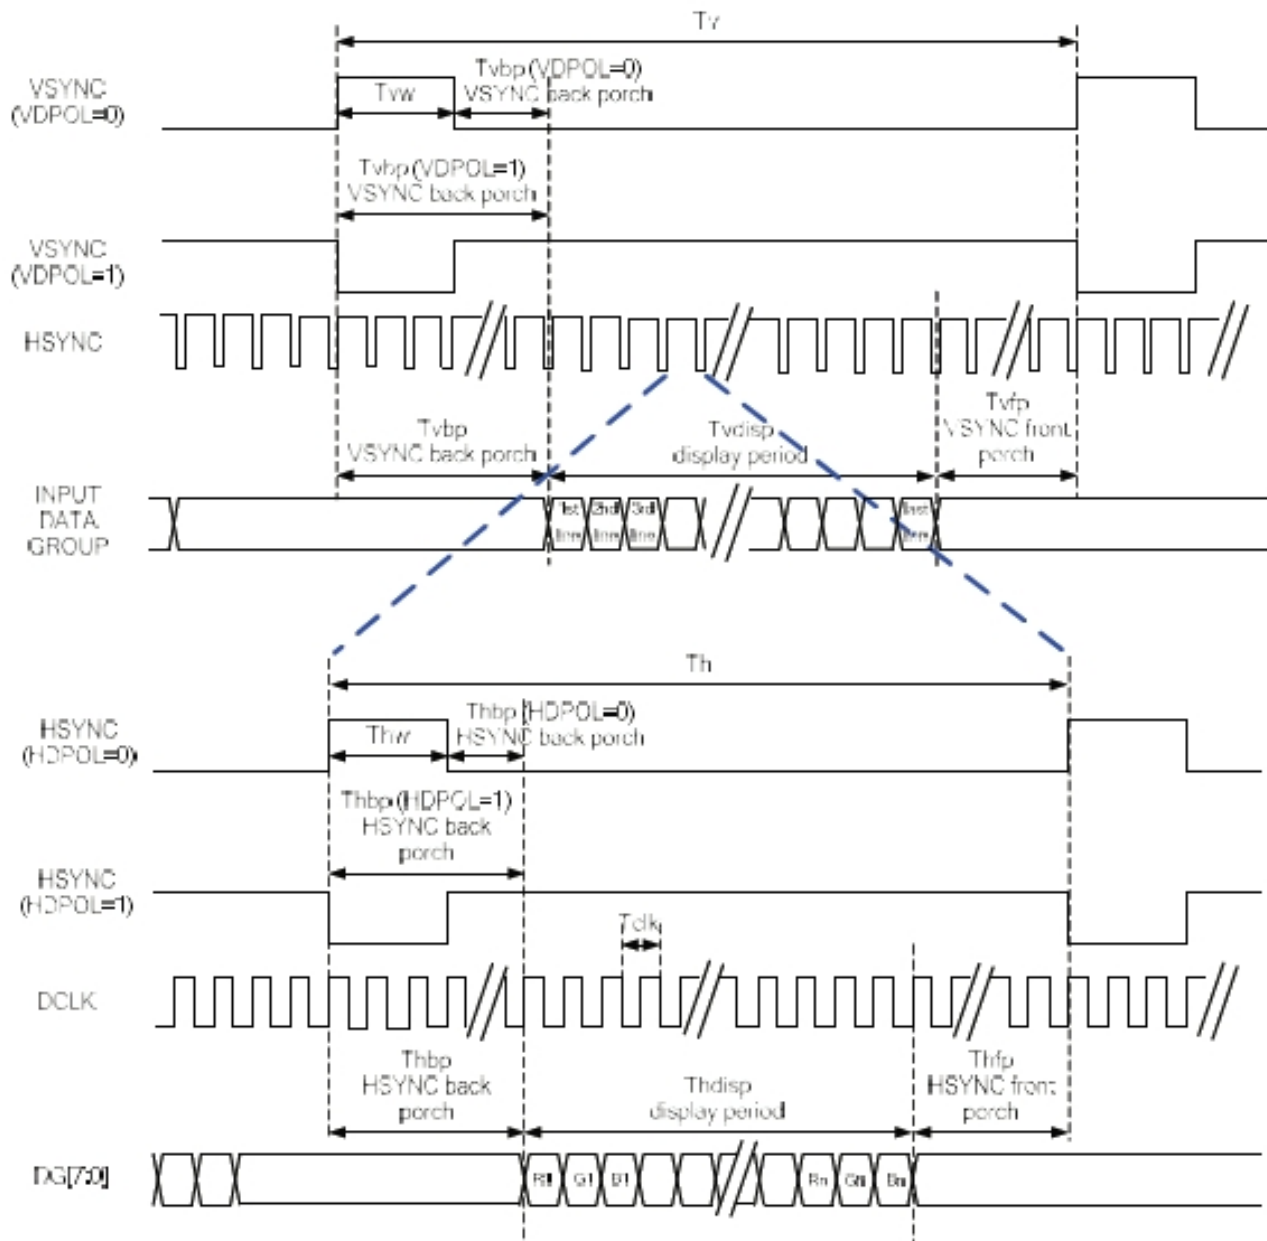 Tv
VSYNC
(VDPOL=0)
Tvw
Tvbp (VDPOL=0)
VSYNC back porch
Tvbp (VDPOL=1)
VSYNC back porch
VSYNC
(VDPOL=1)
HSYNC
Tvbp
VSYNC back porch
Tvdisp
display period
Tvfp
VSYNC front
porch
INPUT
DATA
GROUP
1st
line
2nd
line
3rd
line
last
line
Th
HSYNC
(HDPOL=0)
Thw
Thbp (HDPOL=0)
HSYNC back porch
Thbp (HDPOL=1)
HSYNC back
porch
HSYNC
(HDPOL=1)
Tclk
DCLK
Thbp
HSYNC back
porch
Thdisp
display period
Thfp
HSYNC front
porch
DG[7:0]
R1
G1
B1
Rn
Gn
Bn